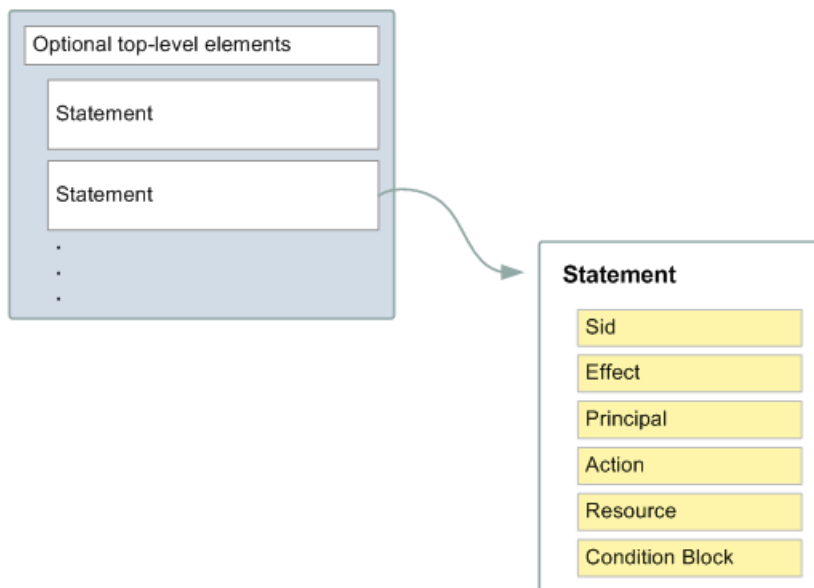 Optional top-level elements
Statement
Statement
.
.
.
Statement
Sid
Effect
Principal
Action
Resource
Condition Block